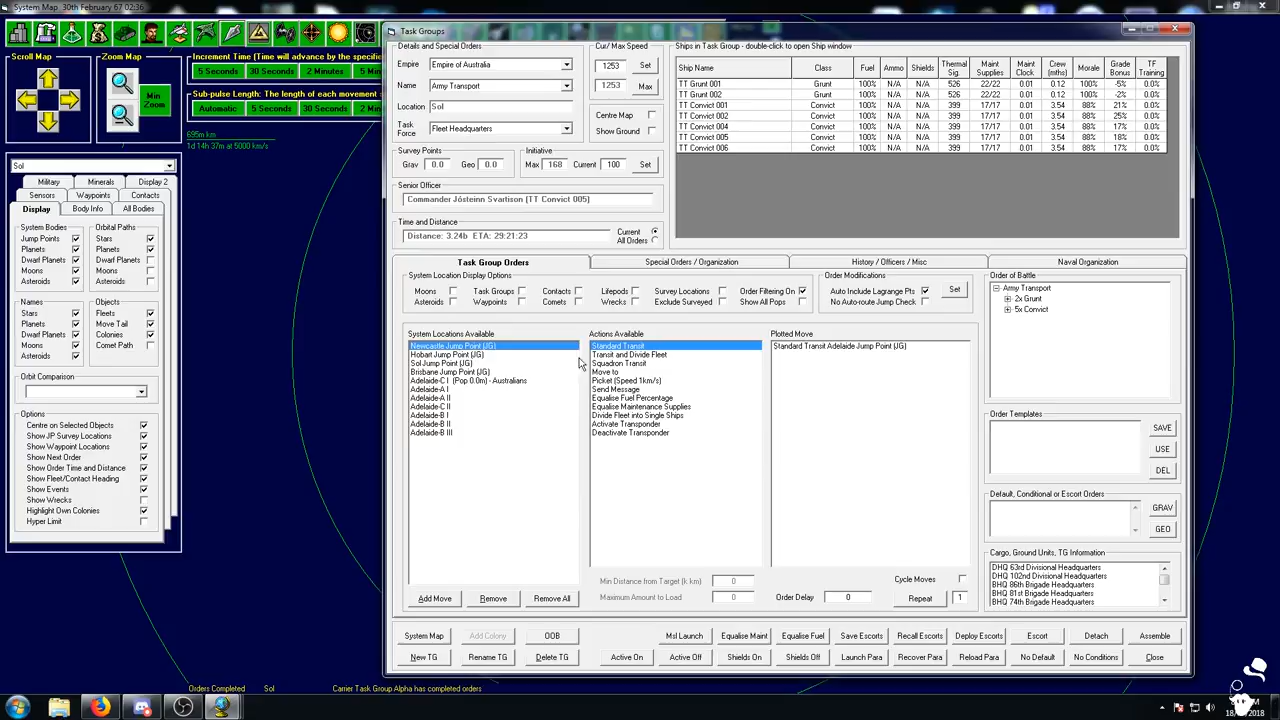 System Map   30th February 67 02:36
Scroll Map
Zoom Map
Min
Zoom
Increment Time (Time will advance by the specifie
5 Seconds
30 Seconds
2 Minutes
5 M
Sub-pulse Length: The length of each movement s
Automatic
5 Seconds
30 Seconds
2 Min
695m km
1d 14h 37m at 5000 km/s
Sol
Military
Minerals
Display 2
Sensors
Waypoints
Contacts
Display
Body Info
All Bodies
System Bodies
Jump Points
Planets
Dwarf Planets
Moons
Asteroids
Orbital Paths
Stars
Planets
Dwarf Planets
Moons
Asteroids
Names
Stars
Planets
Dwarf Planets
Moons
Asteroids
Objects
Fleets
Move Tail
Colonies
Comet Path
Orbit Comparison
Options
Centre on Selected Objects
Show JP Survey Locations
Show Waypoint Locations
Show Next Order
Show Order Time and Distance
Show Fleet/Contact Heading
Show Events
Show Wrecks
Highlight Own Colonies
Hyper Limit
Task Groups
Details and Special Orders
Empire
Empire of Australia
Name
Army Transport
Location
Sol
Task
Force
Fleet Headquarters
Cur/ Max Speed
1253
Set
1253
Max
Centre Map
Show Ground
Survey Points
Grav
0.0
Geo
0.0
Initiative
Max
168
Current
100
Set
Senior Officer
Commander Jósteinn Svartison (TT Convict 005)
Time and Distance
Distance: 3.24b  ETA: 29:21:23
Current
All Orders
Ships in Task Group - double-click to open Ship window
Ship Name Class Fuel Ammo Shields Thermal Sig. Maint Supplies Maint Clock Crew (mths) Morale Grade Bonus TF Training
TT Grunt 001 Grunt 100% N/A N/A 526 22/22 0.01 0.12 100% -5% 0.0%
TT Grunt 002 Grunt 100% N/A N/A 526 22/22 0.01 0.12 100% -2% 0.0%
TT Convict 001 Convict 100% N/A N/A 399 17/17 0.01 3.54 88% 21% 0.0%
TT Convict 002 Convict 100% N/A N/A 399 17/17 0.01 3.54 88% 25% 0.0%
TT Convict 004 Convict 100% N/A N/A 399 17/17 0.01 3.54 88% 18% 0.0%
TT Convict 005 Convict 100% N/A N/A 399 17/17 0.01 3.54 88% 17% 0.0%
TT Convict 006 Convict 100% N/A N/A 399 17/17 0.01 3.54 88% 17% 0.0%
Task Group Orders
Special Orders / Organization
History / Officers / Misc
Naval Organization
System Location Display Options
Moons
Task Groups
Contacts
Lifepods
Survey Locations
Order Filtering On
Asteroids
Waypoints
Comets
Wrecks
Exclude Surveyed
Show All Pops
Order Modifications
Auto Include Lagrange Pts
No Auto-route Jump Check
Set
System Locations Available
Newcastle Jump Point (JG)
Hobart Jump Point (JG)
Sol Jump Point (JG)
Brisbane Jump Point (JG)
Adelaide-C I  (Pop 0.0m) - Australians
Adelaide-A I
Adelaide-A II
Adelaide-C II
Adelaide-B I
Adelaide-B II
Adelaide-B III
Actions Available
Standard Transit
Transit and Divide Fleet
Squadron Transit
Move to
Picket (Speed 1km/s)
Send Message
Equalise Fuel Percentage
Equalise Maintenance Supplies
Divide Fleet into Single Ships
Activate Transponder
Deactivate Transponder
Plotted Move
Standard Transit Adelaide Jump Point (JG)
Add Move
Remove
Remove All
Min Distance from Target (k km)
0
Maximum Amount to Load
0
Order Delay
0
Cycle Moves
Repeat
1
Order of Battle
Army Transport
2x Grunt
5x Convict
Order Templates
SAVE
USE
DEL
Default, Conditional or Escort Orders
GRAV
GEO
Cargo, Ground Units, TG Information
DHQ 63rd Divisional Headquarters
DHQ 102nd Divisional Headquarters
BHQ 86th Brigade Headquarters
BHQ 81st Brigade Headquarters
BHQ 74th Brigade Headquarters
System Map
Add Colony
OOB
Msl Launch
Equalise Maint
Equalise Fuel
Save Escorts
Recall Escorts
Deploy Escorts
Escort
Detach
Assemble
New TG
Rename TG
Delete TG
Active On
Active Off
Shields On
Shields Off
Launch Para
Recover Para
Reload Para
No Default
No Conditions
Close
Orders Completed
Sol
Carrier Task Group Alpha has completed orders